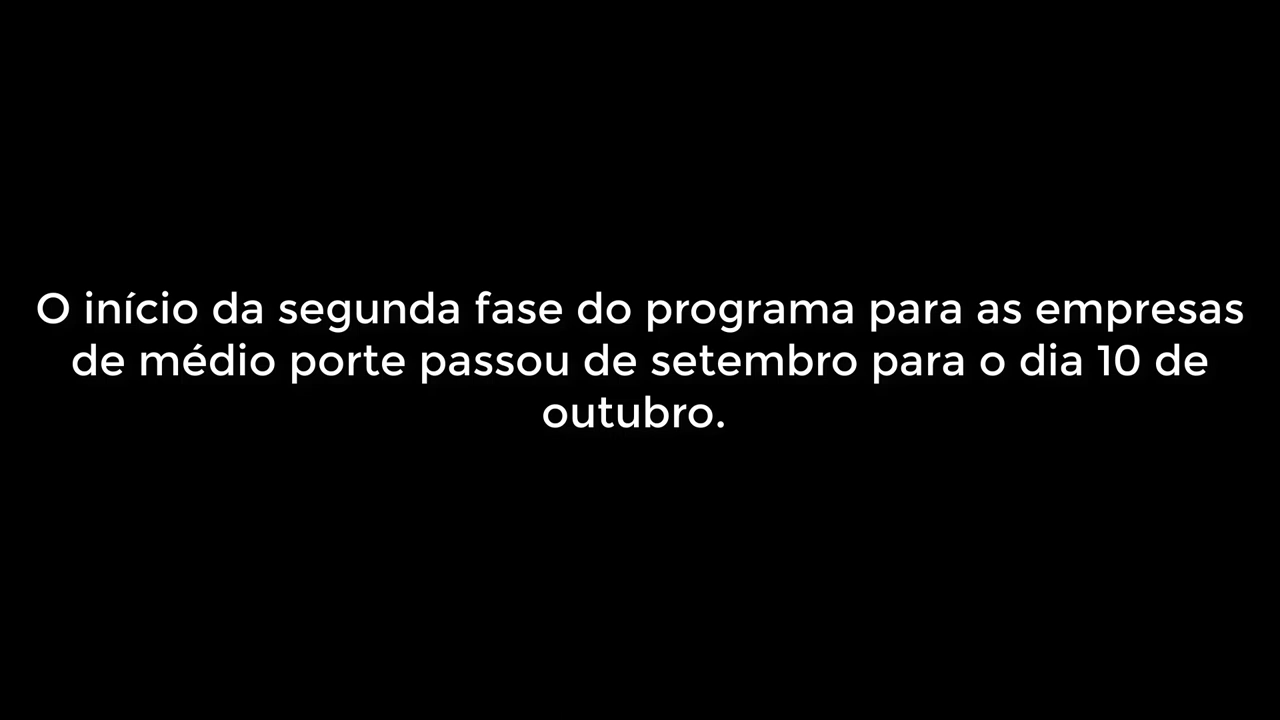 O início da segunda fase do programa para as empresas
de médio porte passou de setembro para o dia 10 de
outubro.